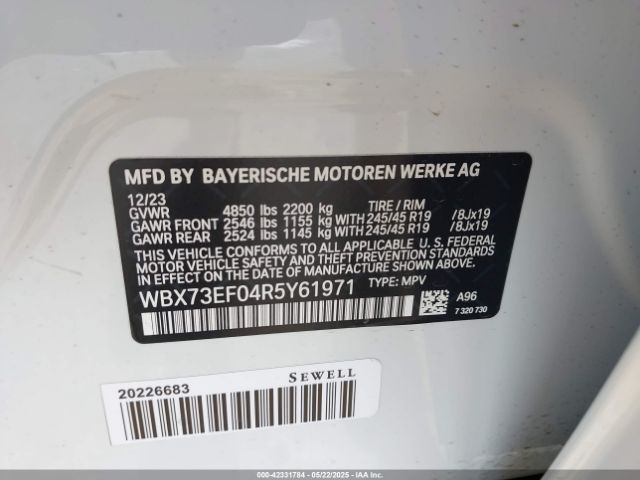 MFD BY BAYERISCHE MOTOREN WERKE AG
12/23
GVWR 4850 lbs 2200 kg TIRE / RIM
GAWR FRONT 2546 lbs 1155 kg WITH 245/45 R19 /8Jx19
GAWR REAR 2524 lbs 1145 kg WITH 245/45 R19 /8Jx19
THIS VEHICLE CONFORMS TO ALL APPLICABLE U. S. FEDERAL
MOTOR VEHICLE SAFETY, BUMPER, AND THEFT PREVENTION
STANDARDS IN EFFECT ON THE DATE OF MANUFACTURE
SHOWN ABOVE.
WBX73EF04R5Y61971 TYPE: MPV
A96
7 320 730
20226683 SEWELL
00-42331784 - 05/22/2025 - IAA Inc. (OPLVIN)